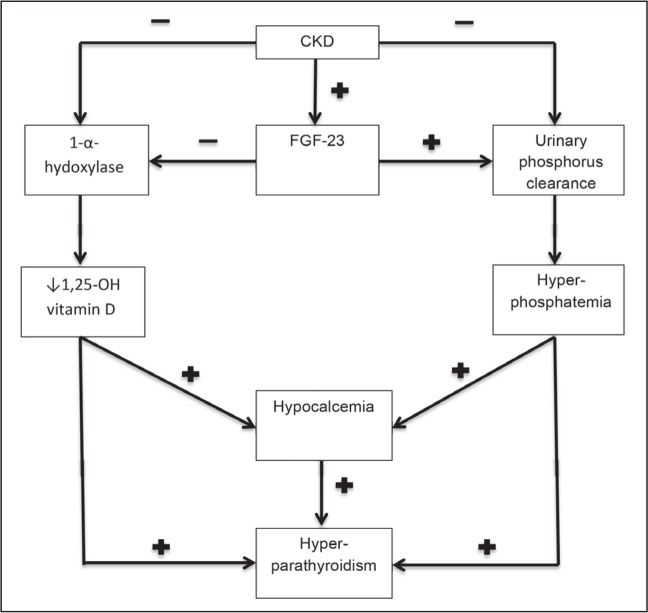 −
−
CKD
+
1-α-
hydoxylase
−
FGF-23
+
Urinary
phosphorus
clearance
↓1,25-OH
vitamin D
Hyper-
phosphatemia
+
+
Hypocalcemia
+
+
Hyper-
parathyroidism
+